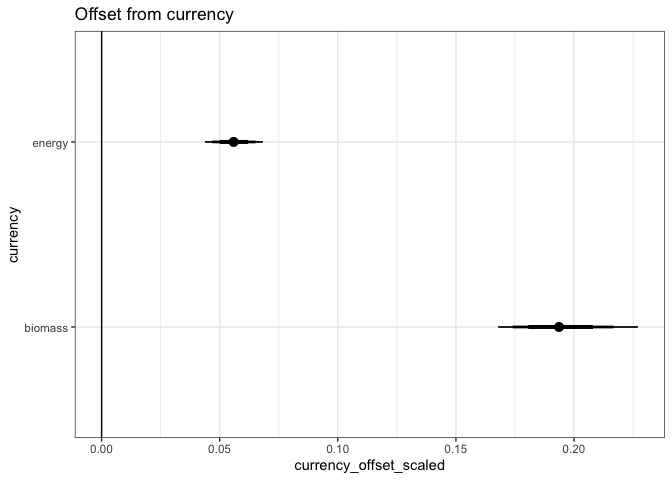 Offset from currency
energy
currency
biomass
0.00 0.05 0.10 0.15 0.20
currency_offset_scaled